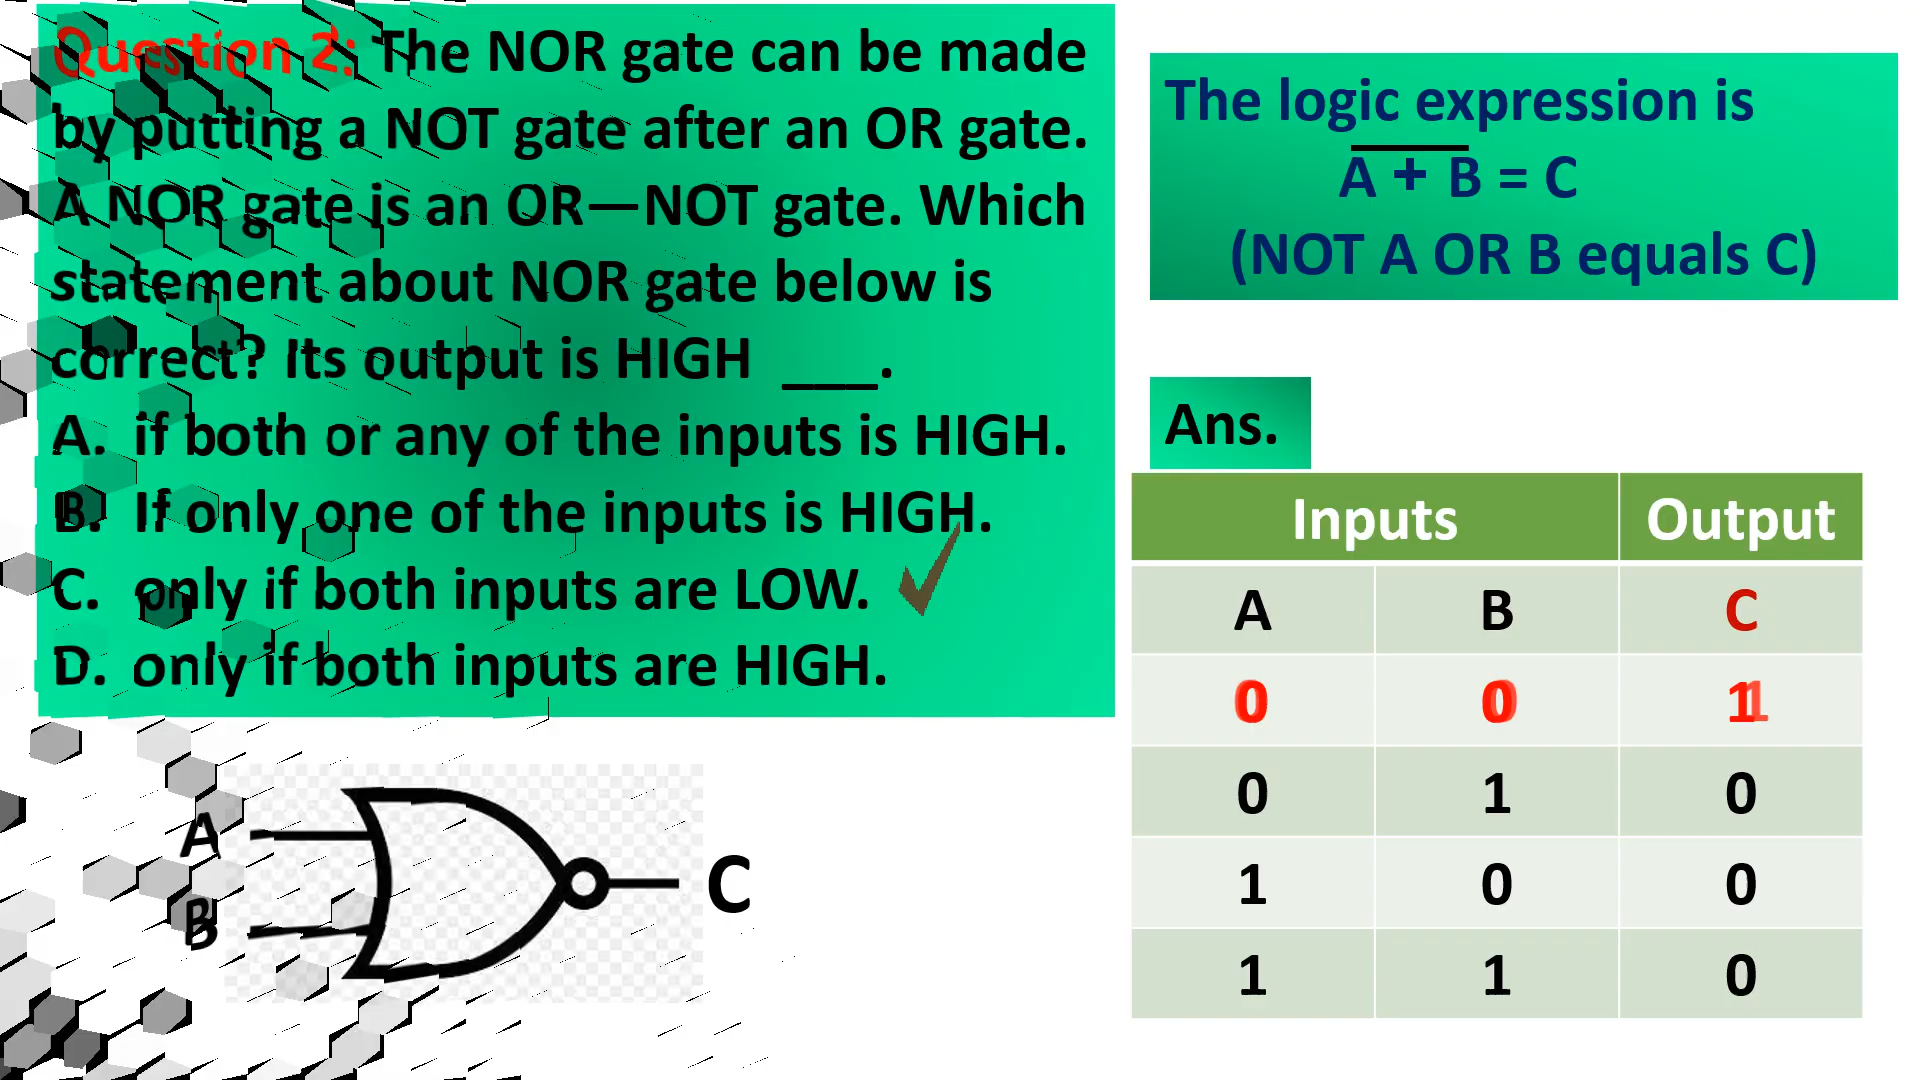 Question 2: The NOR gate can be made
by putting a NOT gate after an OR gate.
A NOR gate is an OR—NOT gate. Which
statement about NOR gate below is
correct? Its output is HIGH ___.
A. if both or any of the inputs is HIGH.
B. If only one of the inputs is HIGH.
C. only if both inputs are LOW.
D. only if both inputs are HIGH.
The logic expression is
A + B = C
(NOT A OR B equals C)
Ans.
Inputs Output
A B C
0 0 1
0 1 0
1 0 0
1 1 0
A
B
C